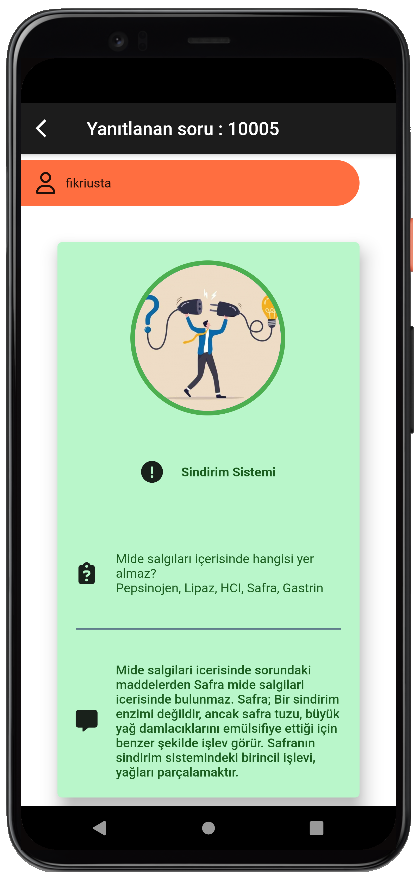 Yanıtlanan soru : 10005
fikriusta
Sindirim Sistemi
Mide salgıları içerisinde hangisi yer
almaz?
Pepsinojen, Lipaz, HCl, Safra, Gastrin
Mide salgilari icerisinde sorundaki
maddelerden Safra mide salgilari
icerisinde bulunmaz. Safra; Bir sindirim
enzimi değildir, ancak safra tuzu, büyük
yağ damlacıklarını emülsifiye ettiği için
benzer şekilde işlev görür. Safranın
sindirim sistemindeki birincil işlevi,
yağları parçalamaktır.